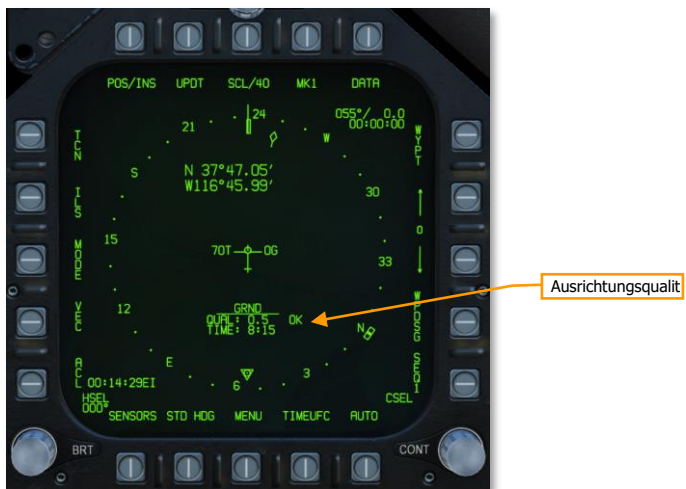 POS/INS UPDT SCL/40 MK1 DATA
24
055°/ 0.0
00:00:00
21
W
TCN
WYPT
S
N 37°47.05'
W116°45.99'
30
ILS
0
15
70T 0G
MODE
33
12
GRND
QUAL: 0.5 OK
TIME: 8:15
N
VEC
WPDSG
Ausrichtungsqualit
E
3
6
ACL
SEQ1
00:14:29EI
HSEL
000°
CSEL
SENSORS STD HDG MENU TIMEUFC AUTO
BRT
CONT